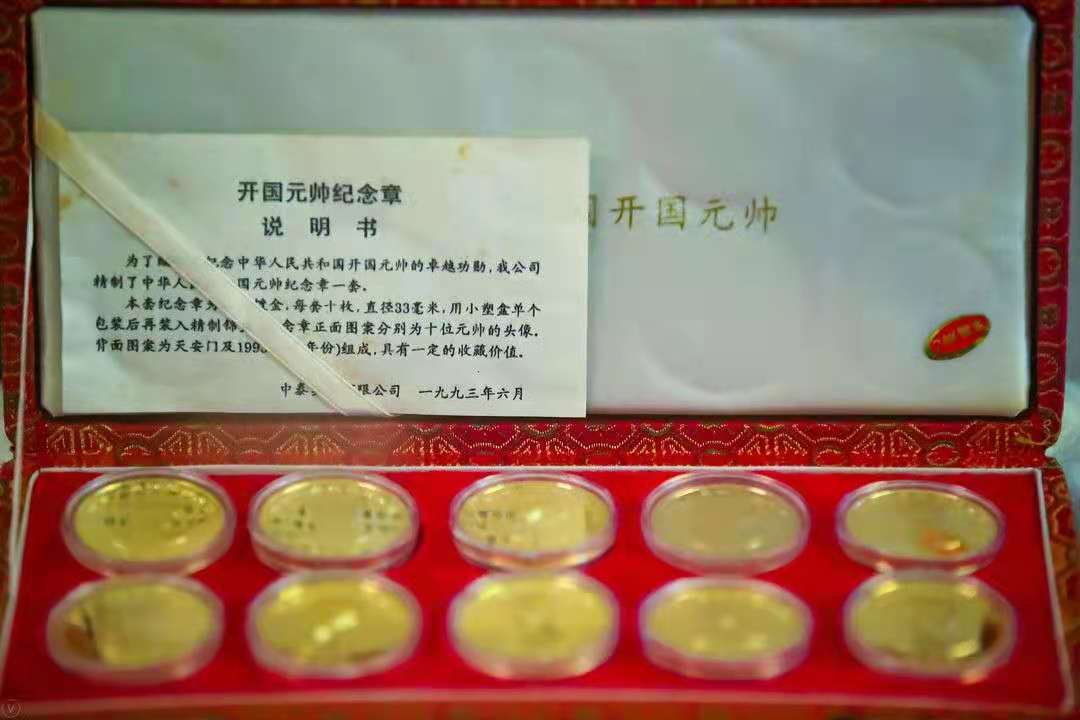 开国元帅纪念章
说 明 书
为了 纪念中华人民共和国开国元帅的卓越功勋,我公司
精制了中华人 国元帅纪念章一套。
本套纪念章 镀金,每套十枚,直径33毫米,用小塑盒单个
包装后再装入精制锦 念章正面图案分别为十位元帅的头像。
背面图案为天安门及199 年份)组成,具有一定的收藏价值。
中泰 限公司 一九九三年六月
国开国元帅